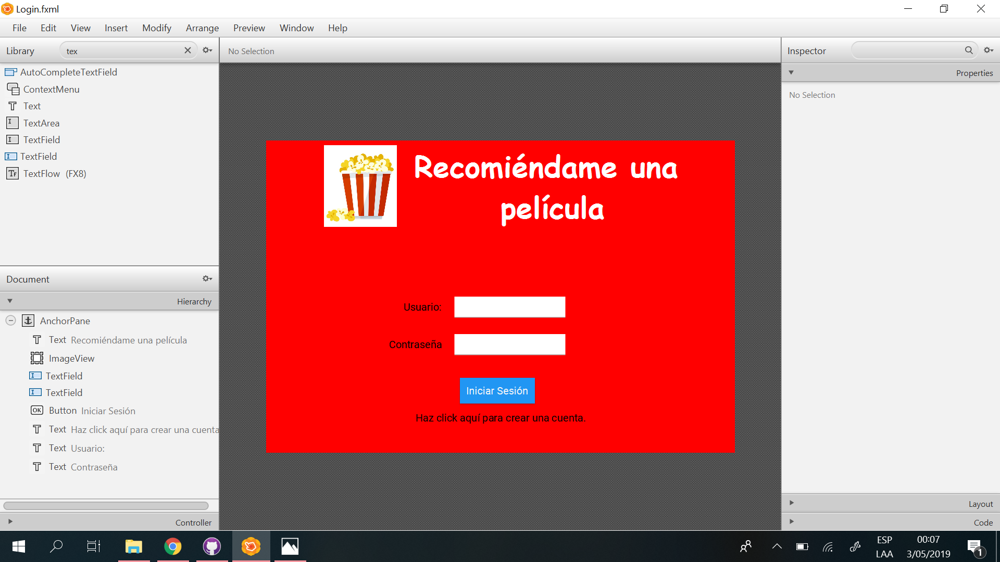 Login.fxml
File Edit View Insert Modify Arrange Preview Window Help
Library tex
AutoCompleteTextField
ContextMenu
Text
TextArea
TextField
TextField
TextFlow (FX8)
Document
Hierarchy
AnchorPane
Text Recomiéndame una película
ImageView
TextField
TextField
OK Button Iniciar Sesión
Text Haz click aquí para crear una cuenta
Text Usuario:
Text Contraseña
Controller
No Selection
Recomiéndame una
película
Usuario:
Contraseña
Iniciar Sesión
Haz click aquí para crear una cuenta.
Inspector
Properties
No Selection
Layout
Code
ESP
LAA
00:07
3/05/2019
1